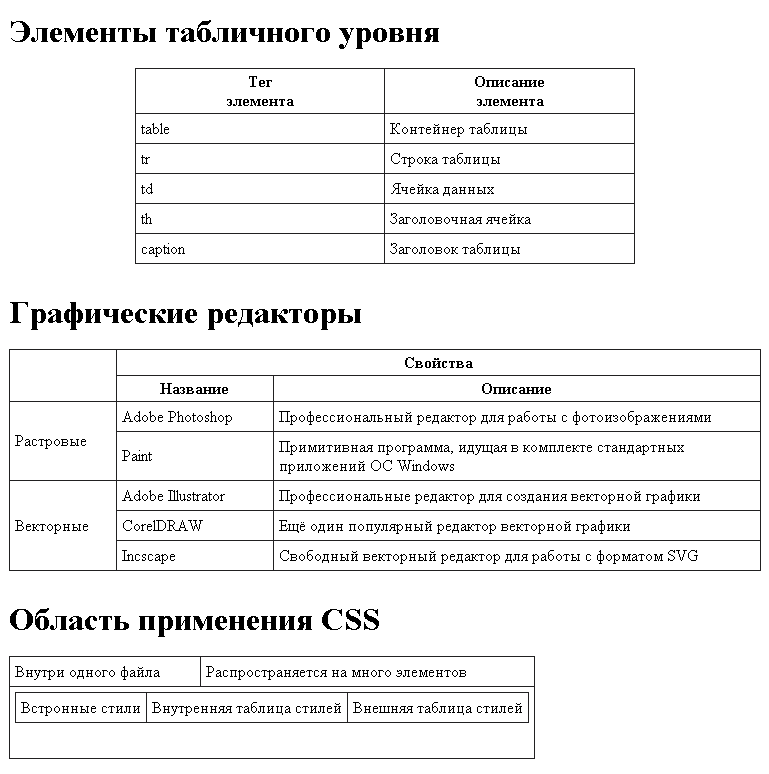 Элементы табличного уровня
Тег элемента Описание элемента
table Контейнер таблицы
tr Строка таблицы
td Ячейка данных
th Заголовочная ячейка
caption Заголовок таблицы
Графические редакторы
Свойства
Название Описание
Растровые
Adobe Photoshop Профессиональный редактор для работы с фотоизображениями
Paint Примитивная программа, идущая в комплекте стандартных
приложений ОС Windows
Векторные
Adobe Illustrator Профессиональные редактор для создания векторной графики
CorelDRAW Ещё один популярный редактор векторной графики
Incscape Свободный векторный редактор для работы с форматом SVG
Область применения CSS
Внутри одного файла Распространяется на много элементов
Встронные стили Внутренняя таблица стилей Внешняя таблица стилей